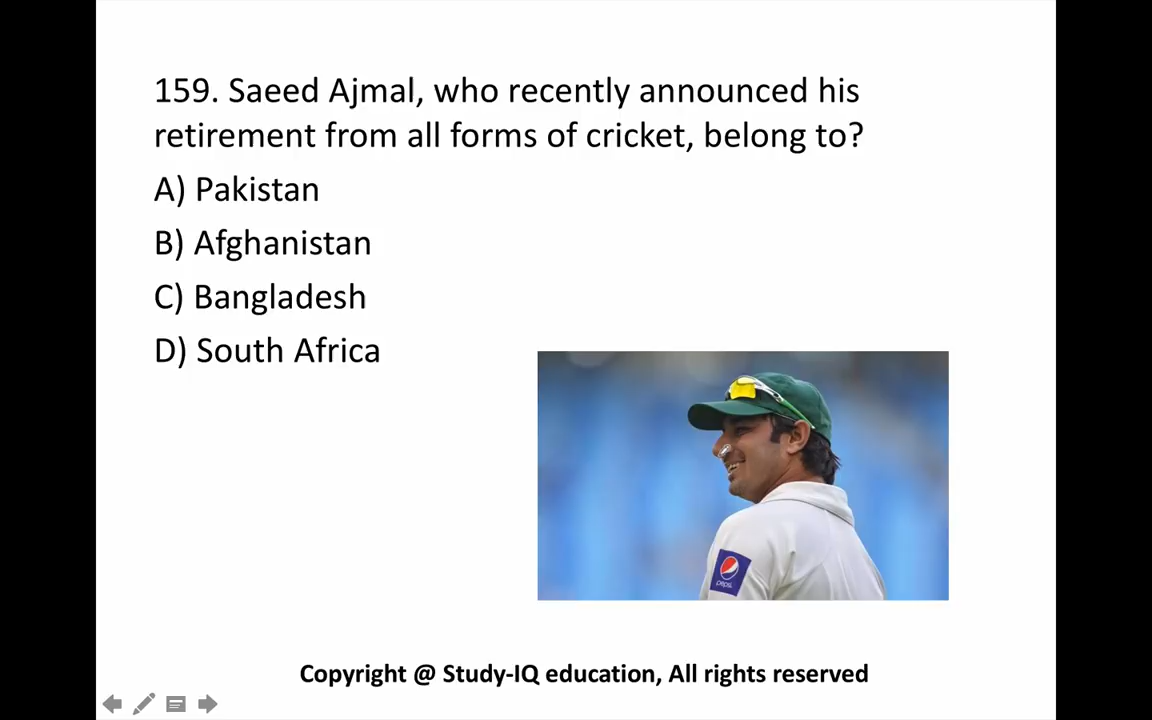 159. Saeed Ajmal, who recently announced his
retirement from all forms of cricket, belong to?
A) Pakistan
B) Afghanistan
C) Bangladesh
D) South Africa
pepsi
Copyright @ Study-IQ education, All rights reserved